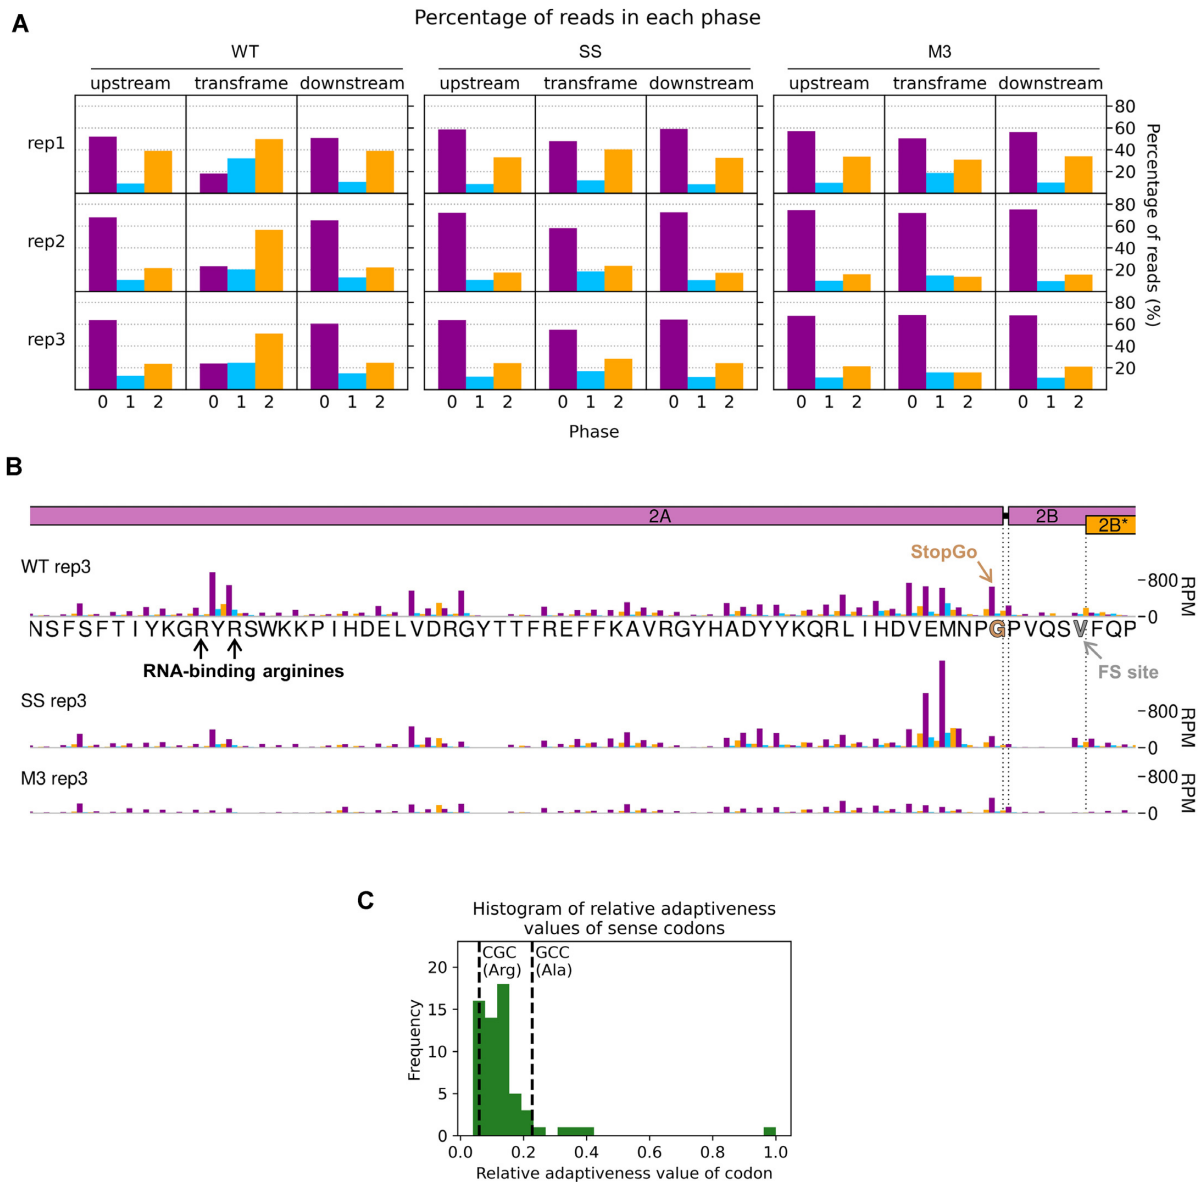 A
Percentage of reads in each phase
WT SS M3
upstream transframe downstream upstream transframe downstream upstream transframe downstream
rep1
80
60
40
20
rep2
80
60
40
20
rep3
80
60
40
20
Percentage of reads (%)
0 1 2 0 1 2 0 1 2 0 1 2 0 1 2 0 1 2 0 1 2 0 1 2 0 1 2
Phase
B
2A 2B
2B*
StopGo
WT rep3
800
0
RPM
NSFSFTIYKGRYRSWKKPIHDELVDRGYTTFREFFKAVRGYHADYYKQRLIHDVEMNPGPVQSVFQP
RNA-binding arginines
FS site
SS rep3
800
0
RPM
M3 rep3
800
0
RPM
C
Histogram of relative adaptiveness
values of sense codons
CGC GCC
(Arg) (Ala)
20
15
10
5
0
Frequency
0.0 0.2 0.4 0.6 0.8 1.0
Relative adaptiveness value of codon